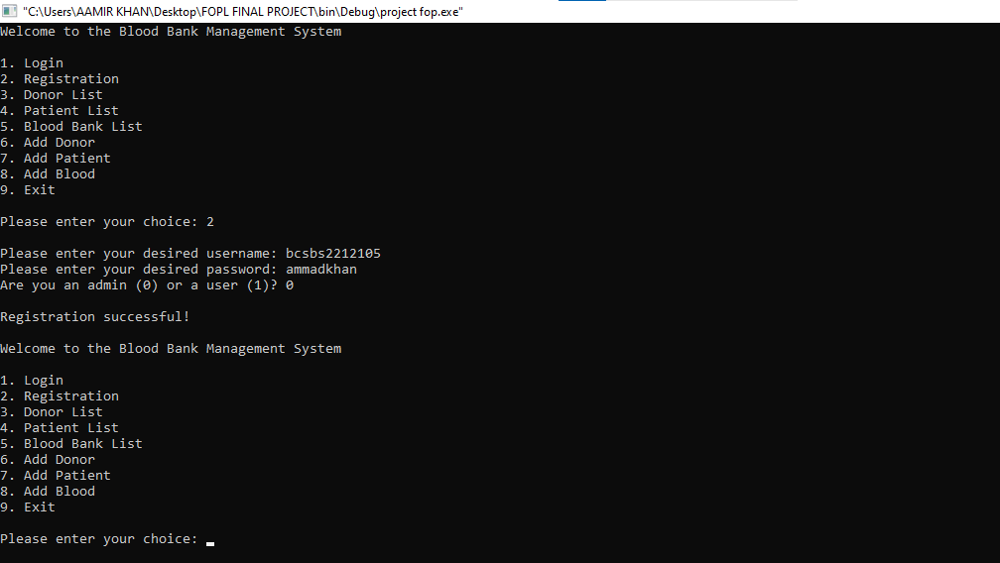 "C:\Users\AAMIR KHAN\Desktop\FOPL FINAL PROJECT\bin\Debug\project fop.exe"
Welcome to the Blood Bank Management System
1. Login
2. Registration
3. Donor List
4. Patient List
5. Blood Bank List
6. Add Donor
7. Add Patient
8. Add Blood
9. Exit
Please enter your choice: 2
Please enter your desired username: bcsbs2212105
Please enter your desired password: ammadkhan
Are you an admin (0) or a user (1)? 0
Registration successful!
Welcome to the Blood Bank Management System
1. Login
2. Registration
3. Donor List
4. Patient List
5. Blood Bank List
6. Add Donor
7. Add Patient
8. Add Blood
9. Exit
Please enter your choice: